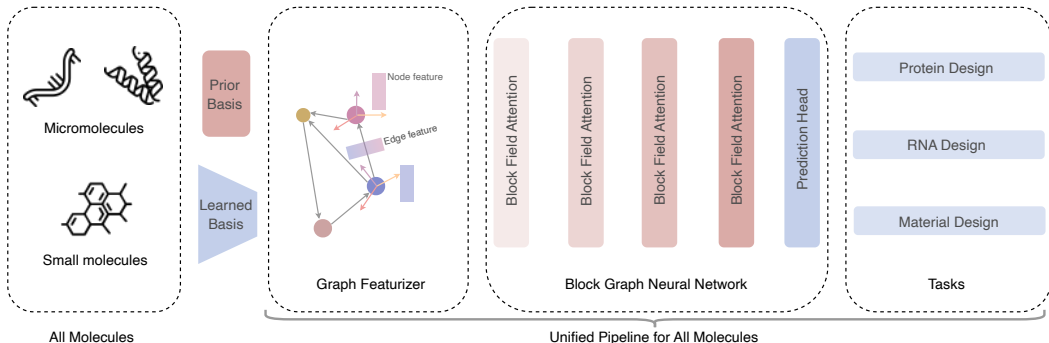 Micromolecules
Small molecules
All Molecules
Prior
Basis
Learned
Basis
Node feature
Edge feature
Graph Featurizer
Block Field Attention
Block Field Attention
Block Field Attention
Block Field Attention
Prediction Head
Block Graph Neural Network
Protein Design
RNA Design
Material Design
Tasks
Unified Pipeline for All Molecules